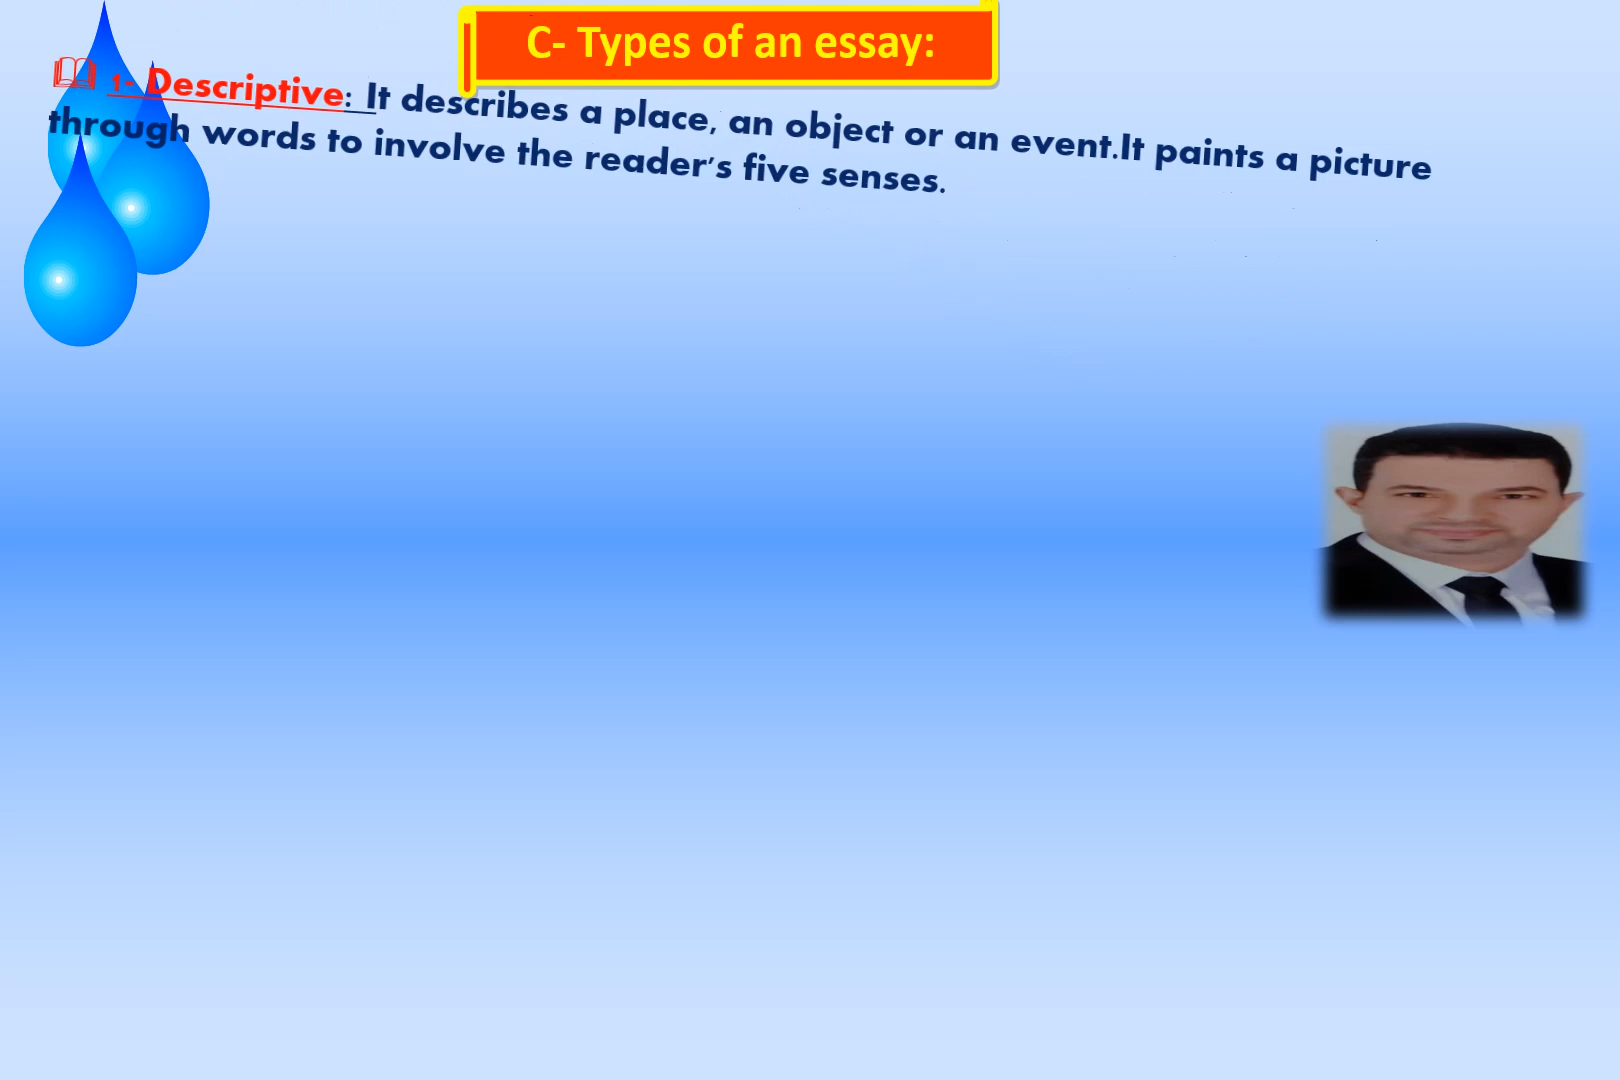 C- Types of an essay:
1- Descriptive: It describes a place, an object or an event.It paints a picture
through words to involve the reader's five senses.